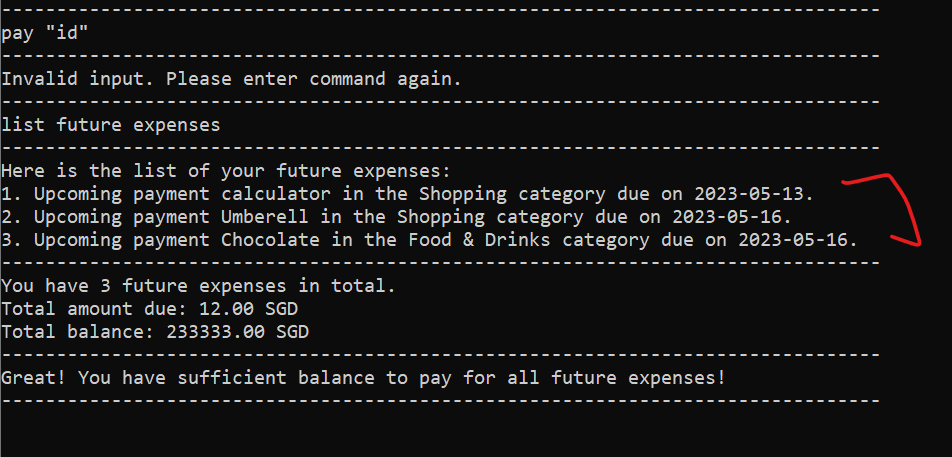 --------------------------------------------------------------------------------
pay "id"
--------------------------------------------------------------------------------
Invalid input. Please enter command again.
--------------------------------------------------------------------------------
list future expenses
--------------------------------------------------------------------------------
Here is the list of your future expenses:
1. Upcoming payment calculator in the Shopping category due on 2023-05-13.
2. Upcoming payment Umberell in the Shopping category due on 2023-05-16.
3. Upcoming payment Chocolate in the Food & Drinks category due on 2023-05-16.
--------------------------------------------------------------------------------
You have 3 future expenses in total.
Total amount due: 12.00 SGD
Total balance: 233333.00 SGD
--------------------------------------------------------------------------------
Great! You have sufficient balance to pay for all future expenses!
--------------------------------------------------------------------------------